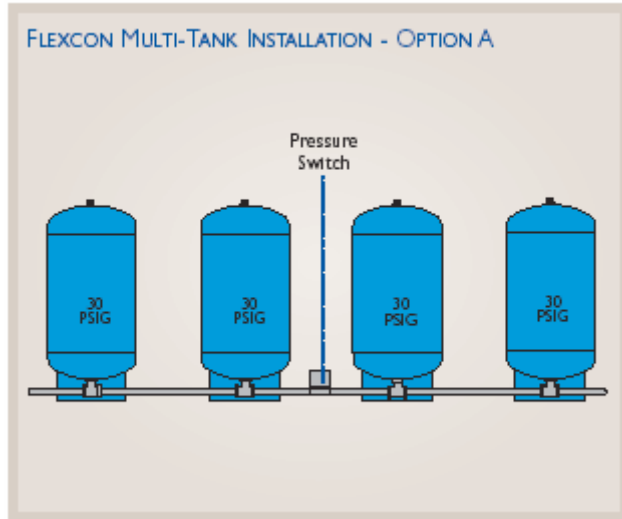 FLEXCON MULTI-TANK INSTALLATION - OPTION A
Pressure
Switch
30
PSIG
30
PSIG
30
PSIG
30
PSIG